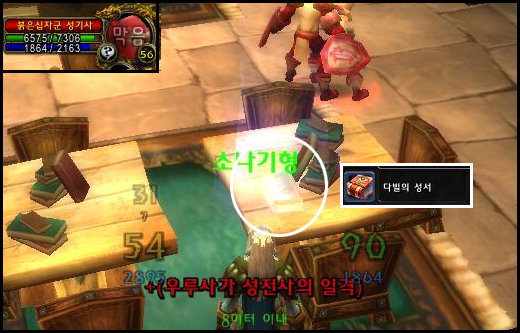 붉은십자군 성기사
6575 / 7306
막음
1864 / 2163
56
소나기형
다빌의 성서
31
7
54
90
2895
1864
+(우루사가 성전사의 일격)
8미터 이내